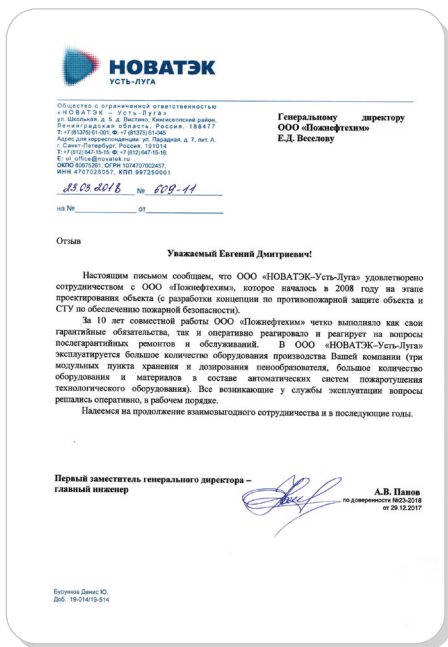 НОВАТЭК
УСТЬ-ЛУГА
Общество с ограниченной ответственностью
«НОВАТЭК – Усть-Луга»
ул. Школьная, д. 5, д. Вистино, Кингисеппский район,
Ленинградская область, Россия, 188477
Т: +7 (81375) 61-001; Ф: +7 (81375) 61-045
Адрес для корреспонденции: ул. Парадная, д. 7, лит. А,
г. Санкт-Петербург, Россия, 191014
Т: +7 (812) 647-15-15; Ф: +7 (812) 647-15-16;
E: ul_office@novatek.ru
ОКПО 80675261, ОГРН 1074707002457,
ИНН 4707026057, КПП 997250001
23.03.2018 № 609-11
на № от
Генеральному директору
ООО «Пожнефтехим»
Е.Д. Веселову
Отзыв
Уважаемый Евгений Дмитриевич!
Настоящим письмом сообщаем, что ООО «НОВАТЭК–Усть-Луга» удовлетворено
сотрудничеством с ООО «Пожнефтехим», которое началось в 2008 году на этапе
проектирования объекта (с разработки концепции по противопожарной защите объекта и
СТУ по обеспечению пожарной безопасности).
За 10 лет совместной работы ООО «Пожнефтехим» четко выполняло как свои
гарантийные обязательства, так и оперативно реагировало и реагирует на вопросы
послегарантийных ремонтов и обслуживаний. В ООО «НОВАТЭК–Усть-Луга»
эксплуатируется большое количество оборудования производства Вашей компании (три
модульных пункта хранения и дозирования пенообразователя, большое количество
оборудования и материалов в составе автоматических систем пожаротушения
технологического оборудования). Все возникающие у службы эксплуатации вопросы
решались оперативно, в рабочем порядке.
Надеемся на продолжение взаимовыгодного сотрудничества и в последующие годы.
Первый заместитель генерального директора –
главный инженер
А.В. Панов
по доверенности №23-2018
от 29.12.2017
Бурунков Денис Ю.
Доб.: 19-014/19-514